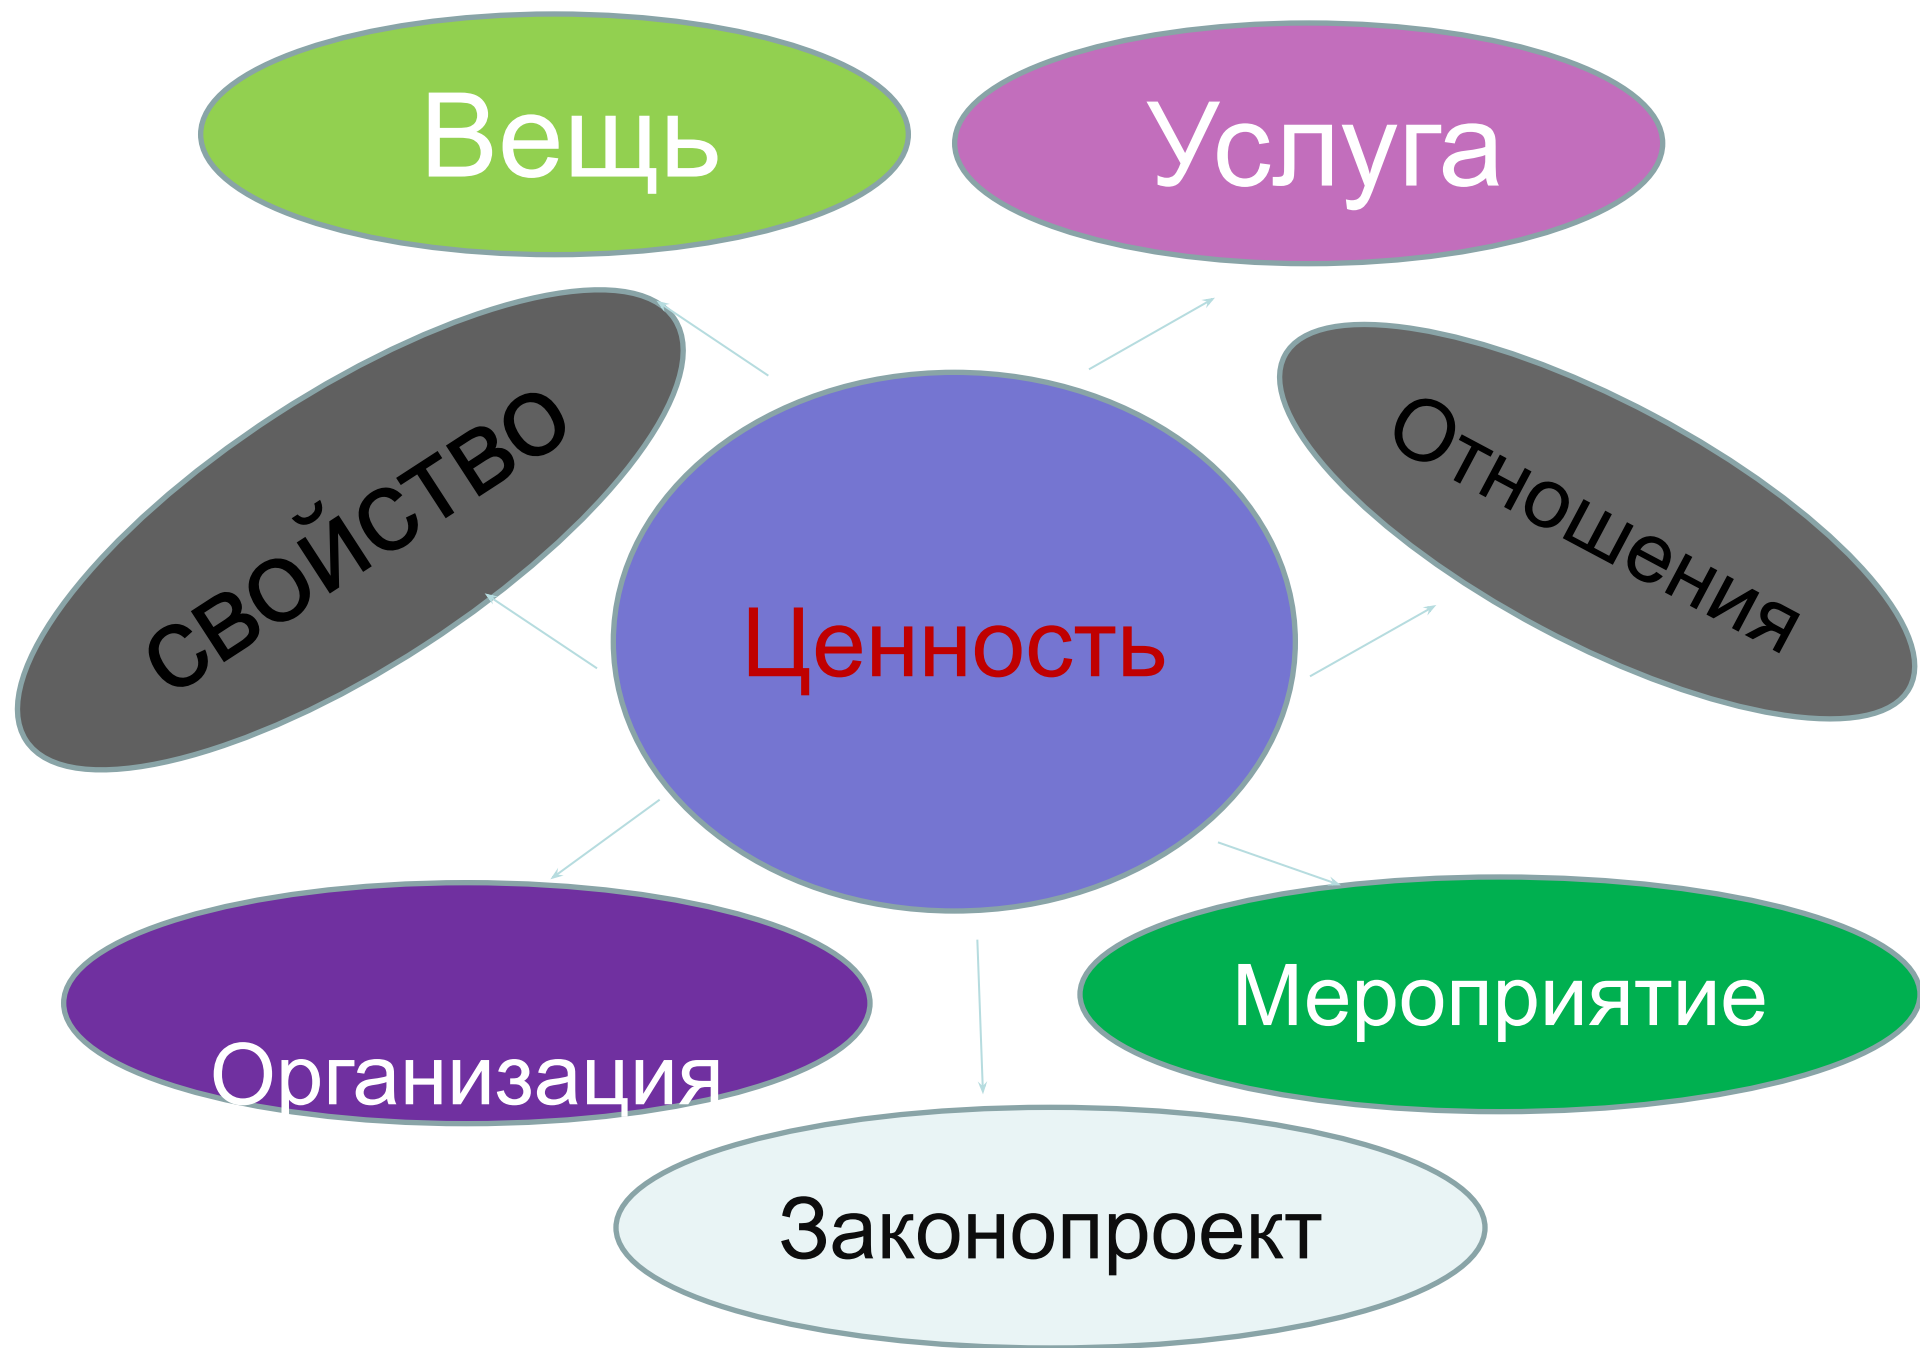 Вещь
Услуга
свойство
Отношения
Ценность
Организация
Мероприятие
Законопроект